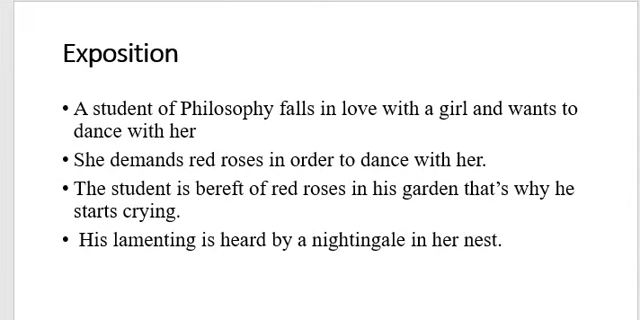 Exposition
• A student of Philosophy falls in love with a girl and wants to
dance with her
• She demands red roses in order to dance with her.
• The student is bereft of red roses in his garden that’s why he
starts crying.
• His lamenting is heard by a nightingale in her nest.